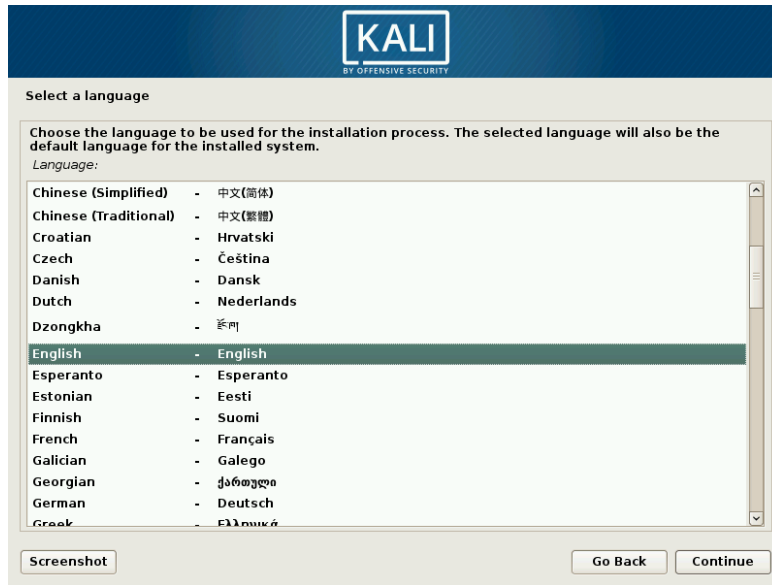 KALI
BY OFFENSIVE SECURITY
Select a language
Choose the language to be used for the installation process. The selected language will also be the
default language for the installed system.
Language:
Chinese (Simplified) - 中文(简体)
Chinese (Traditional) - 中文(繁體)
Croatian - Hrvatski
Czech - Čeština
Danish - Dansk
Dutch - Nederlands
Dzongkha - རྫོང་ཁ།
English - English
Esperanto - Esperanto
Estonian - Eesti
Finnish - Suomi
French - Français
Galician - Galego
Georgian - ქართული
German - Deutsch
Greek - Ελληνικά
Screenshot
Go Back
Continue